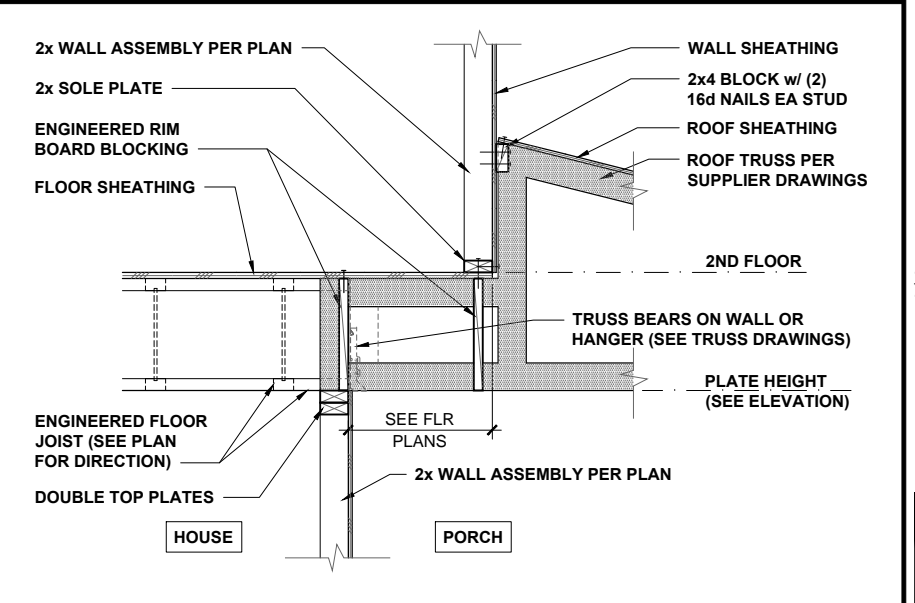 2x WALL ASSEMBLY PER PLAN
2x SOLE PLATE
ENGINEERED RIM
BOARD BLOCKING
FLOOR SHEATHING
WALL SHEATHING
2x4 BLOCK w/ (2)
16d NAILS EA STUD
ROOF SHEATHING
ROOF TRUSS PER
SUPPLIER DRAWINGS
2ND FLOOR
TRUSS BEARS ON WALL OR
HANGER (SEE TRUSS DRAWINGS)
PLATE HEIGHT
(SEE ELEVATION)
ENGINEERED FLOOR
JOIST (SEE PLAN
FOR DIRECTION)
DOUBLE TOP PLATES
SEE FLR
PLANS
2x WALL ASSEMBLY PER PLAN
HOUSE
PORCH